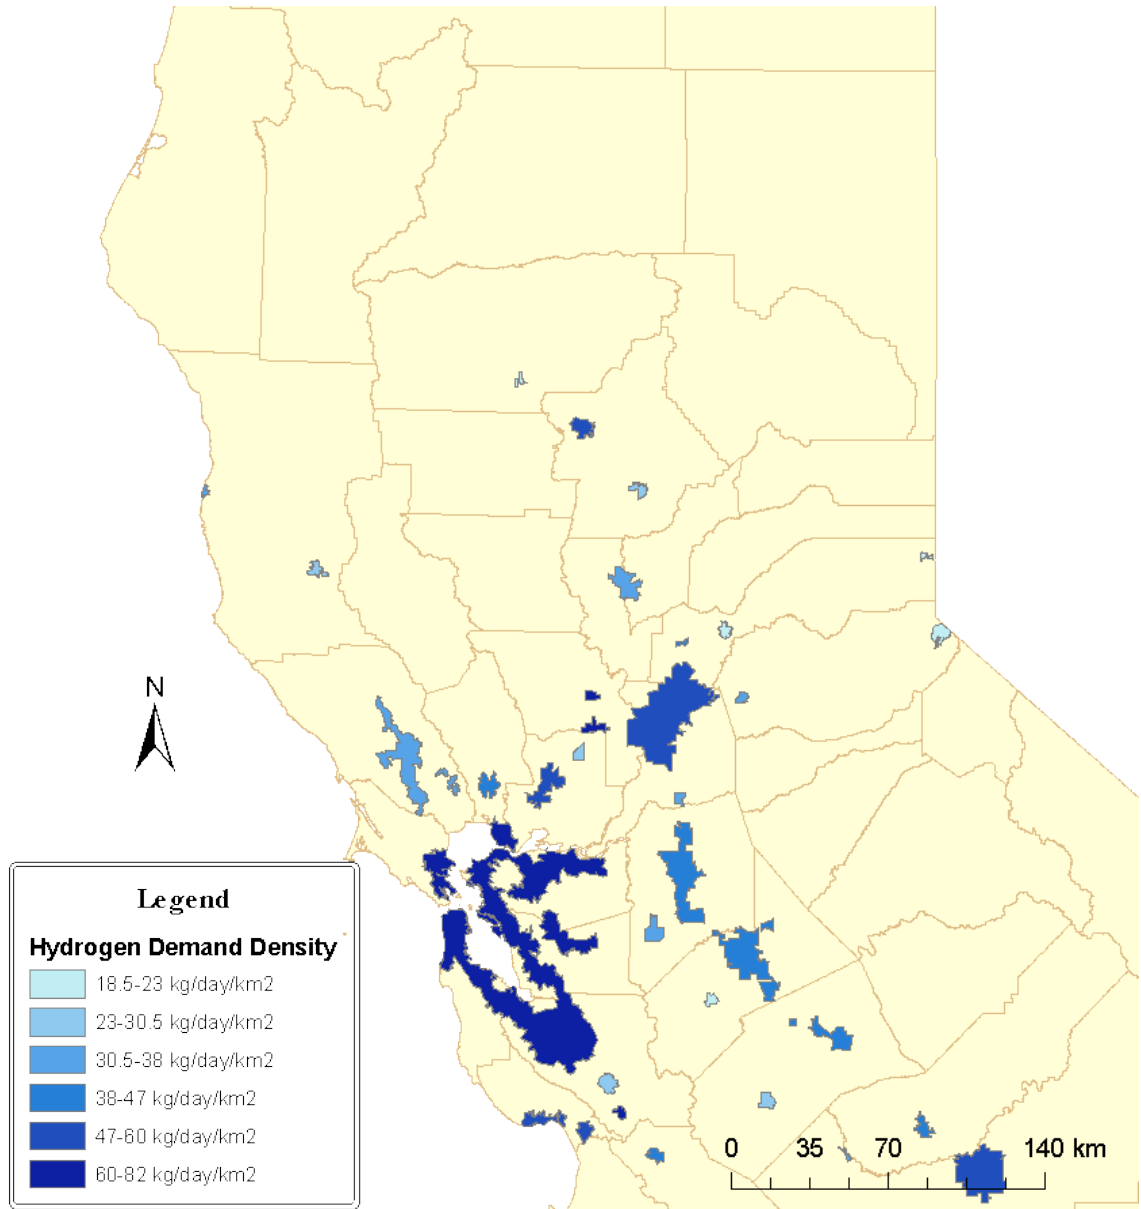 N
Legend
Hydrogen Demand Density
18.5-23 kg/day/km2
23-30.5 kg/day/km2
30.5-38 kg/day/km2
38-47 kg/day/km2
47-60 kg/day/km2
60-82 kg/day/km2
0 35 70 140 km